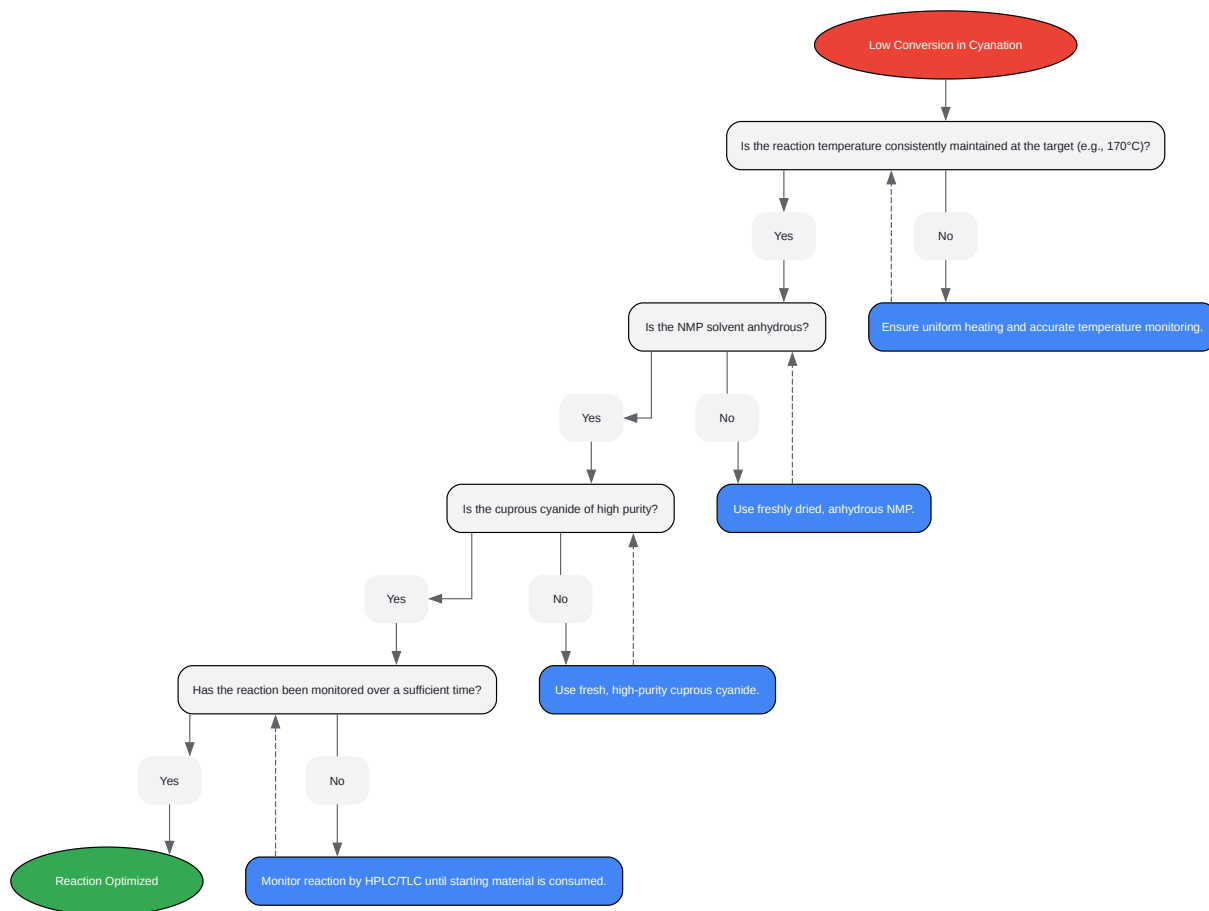 Low Conversion in Cyanation
Is the reaction temperature consistently maintained at the target (e.g., 170°C)?
Yes
No
Is the NMP solvent anhydrous?
Ensure uniform heating and accurate temperature monitoring.
Yes
No
Is the cuprous cyanide of high purity?
Use freshly dried, anhydrous NMP.
Yes
No
Has the reaction been monitored over a sufficient time?
Use fresh, high-purity cuprous cyanide.
Yes
No
Reaction Optimized
Monitor reaction by HPLC/TLC until starting material is consumed.